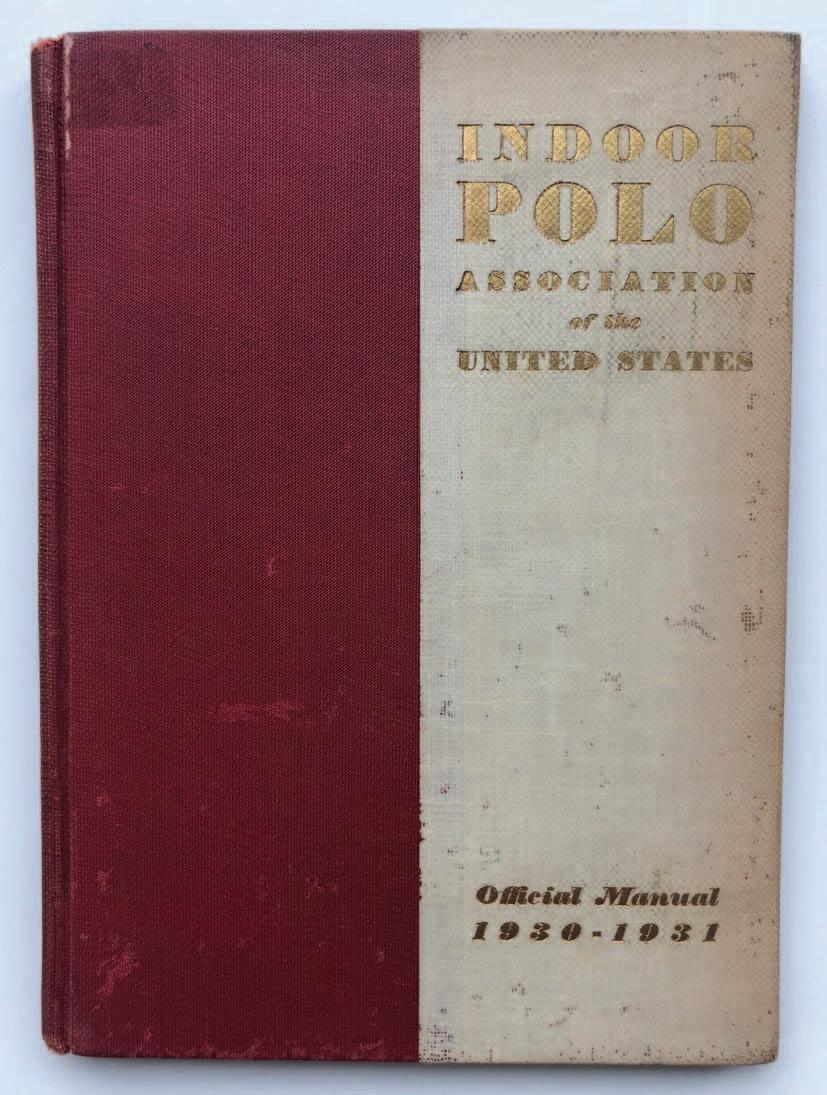 INDOOR
POLO
ASSOCIATION
of the
UNITED STATES
Official Manual
1930-1931